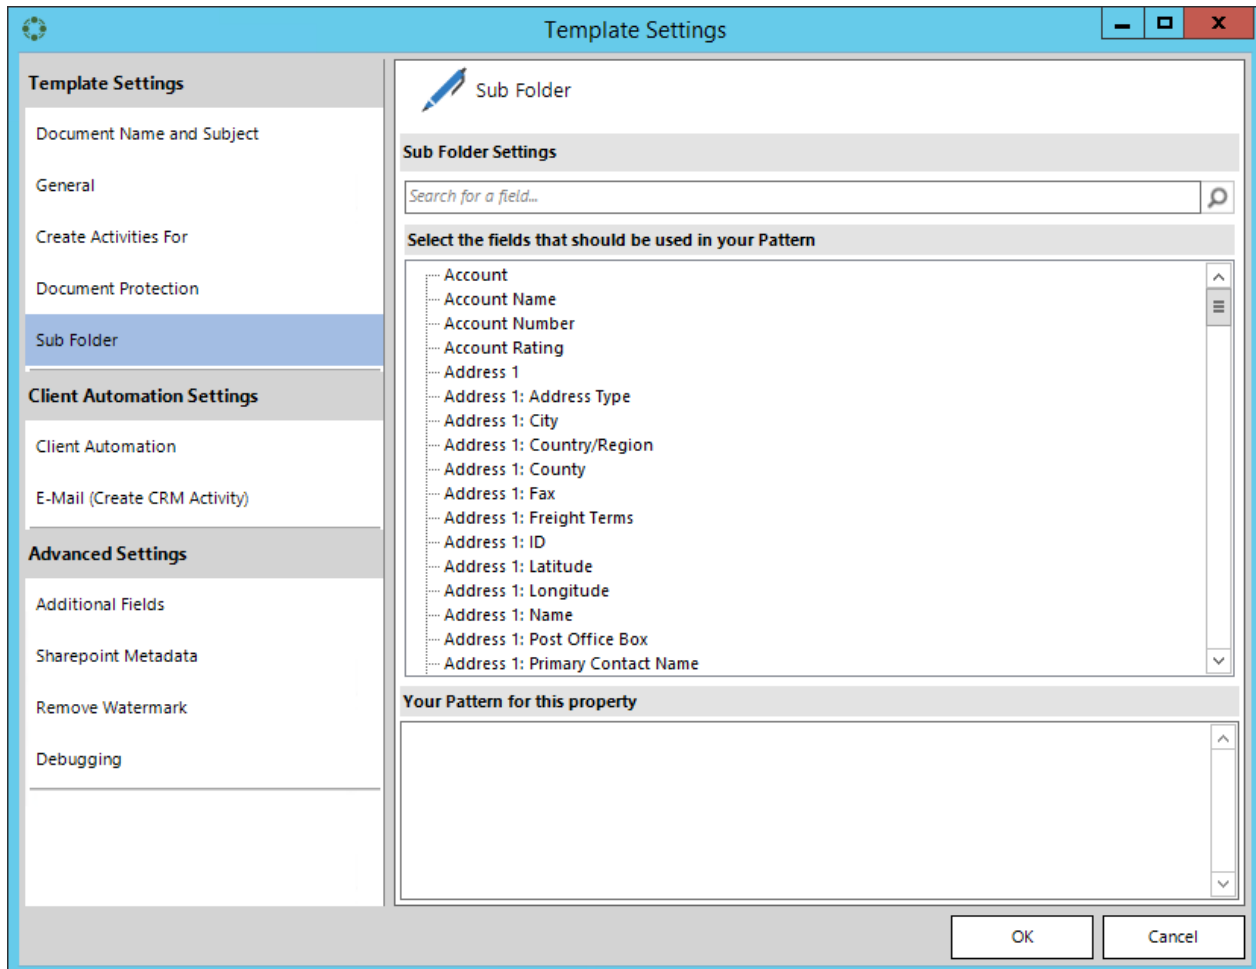 Template Settings
Template Settings
Document Name and Subject
General
Create Activities For
Document Protection
Sub Folder
Client Automation Settings
Client Automation
E-Mail (Create CRM Activity)
Advanced Settings
Additional Fields
Sharepoint Metadata
Remove Watermark
Debugging
Sub Folder
Sub Folder Settings
Search for a field...
Select the fields that should be used in your Pattern
Account
Account Name
Account Number
Account Rating
Address 1
Address 1: Address Type
Address 1: City
Address 1: Country/Region
Address 1: County
Address 1: Fax
Address 1: Freight Terms
Address 1: ID
Address 1: Latitude
Address 1: Longitude
Address 1: Name
Address 1: Post Office Box
Address 1: Primary Contact Name
Your Pattern for this property
OK
Cancel